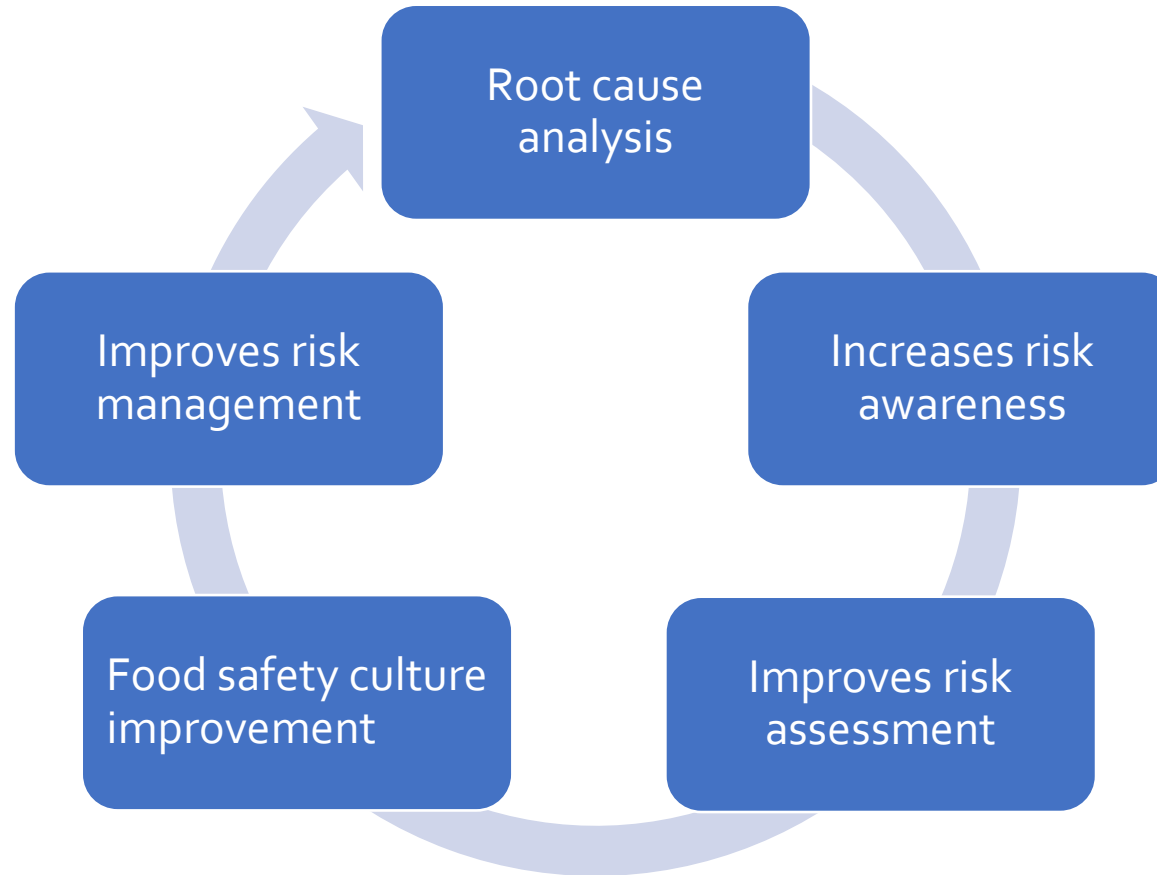 Root cause
analysis
Increases risk
awareness
Improves risk
assessment
Food safety culture
improvement
Improves risk
management